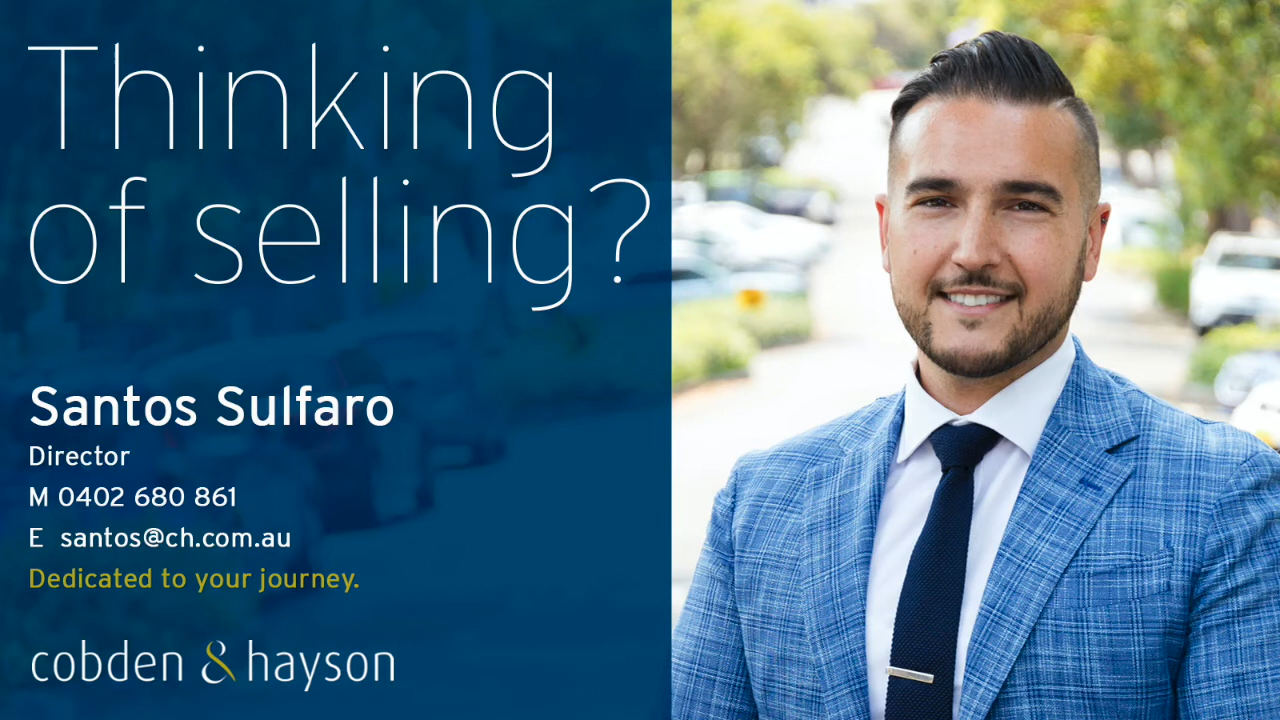 Thinking
of selling?
Santos Sulfaro
Director
M 0402 680 861
E santos@ch.com.au
Dedicated to your journey.
cobden & hayson